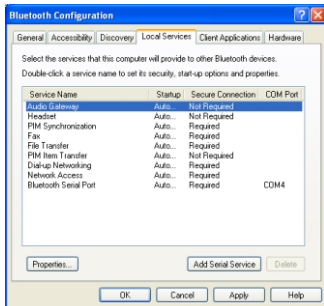 Bluetooth Configuration
General Accessibility Discovery Local Services Client Applications Hardware
Select the services that this computer will provide to other Bluetooth devices.
Double-click a service name to set its security, start-up options and properties.
Service Name Startup Secure Connection COM Port
Audio Gateway Auto... Not Required
Headset Auto... Not Required
PIM Synchronization Auto... Required
Fax Auto... Required
File Transfer Auto... Required
PIM Item Transfer Auto... Not Required
Dial-up Networking Auto... Required
Network Access Auto... Required
Bluetooth Serial Port Auto... Required COM4
Properties... Add Serial Service Delete
OK Cancel Apply Help